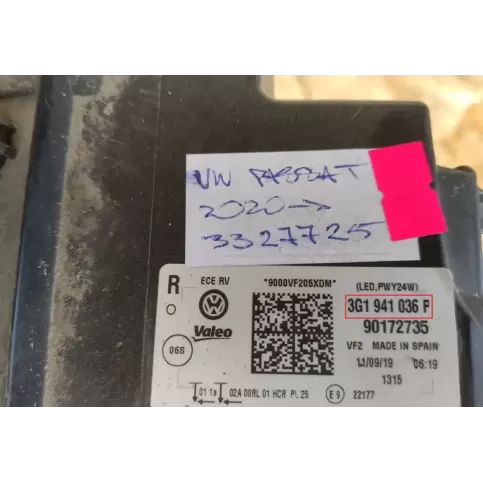 VW PASSAT
2020→
3327725
R
ECE RV
"9000VF205XDM"
(LED,PWY24W)
3G1 941 036 F
Valeo
90172735
VF2 MADE IN SPAIN
06S
11/09/19 06:19
1315
01 1a 02A 00RL 01 HCR PL 25 E9 22177